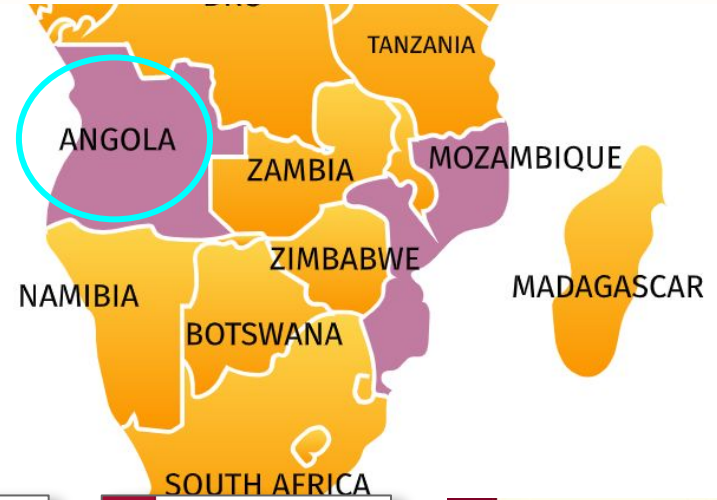 TANZANIA
ANGOLA
ZAMBIA
MOZAMBIQUE
ZIMBABWE
NAMIBIA
MADAGASCAR
BOTSWANA
SOUTH AFRICA